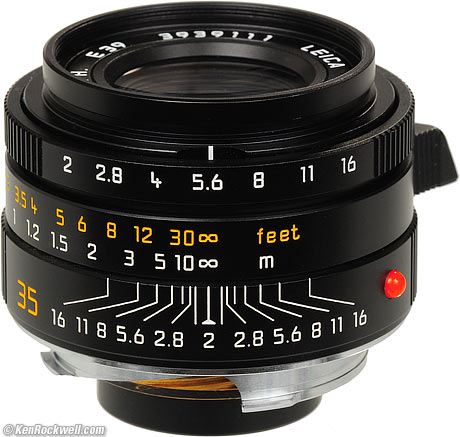 H. E39 3939111 LEICA
2 2.8 4 5.6 8 11 16
3.5 4 5 6 8 12 30 ∞ feet
1 1.2 1.5 2 3 5 10 ∞ m
35
16 11 8 5.6 2.8 2 2.8 5.6 8 11 16
©KenRockwell.com